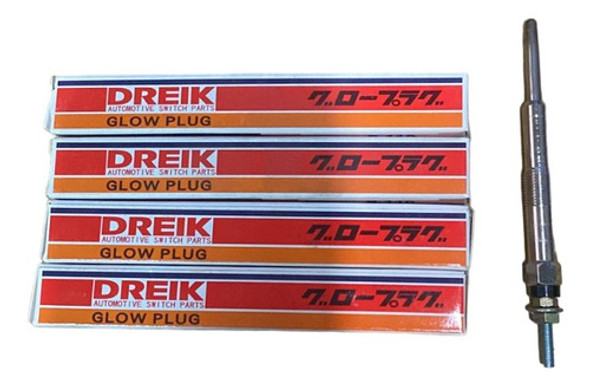 DREIK
AUTOMOTIVE SWITCH PARTS
グロープラグ
GLOW PLUG
DREIK
AUTOMOTIVE SWITCH PARTS
グロープラグ
GLOW PLUG
DREIK
AUTOMOTIVE SWITCH PARTS
グロープラグ
GLOW PLUG
DREIK
AUTOMOTIVE SWITCH PARTS
グロープラグ
GLOW PLUG